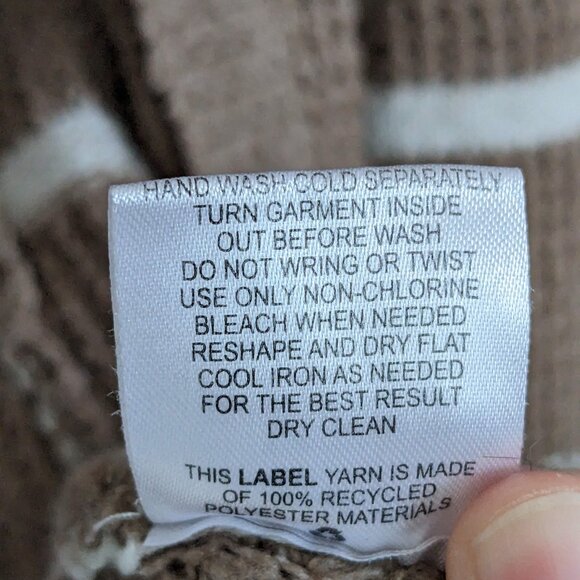 HAND WASH COLD SEPARATELY
TURN GARMENT INSIDE
OUT BEFORE WASH
DO NOT WRING OR TWIST
USE ONLY NON-CHLORINE
BLEACH WHEN NEEDED
RESHAPE AND DRY FLAT
COOL IRON AS NEEDED
FOR THE BEST RESULT
DRY CLEAN
THIS LABEL YARN IS MADE
OF 100% RECYCLED
POLYESTER MATERIALS